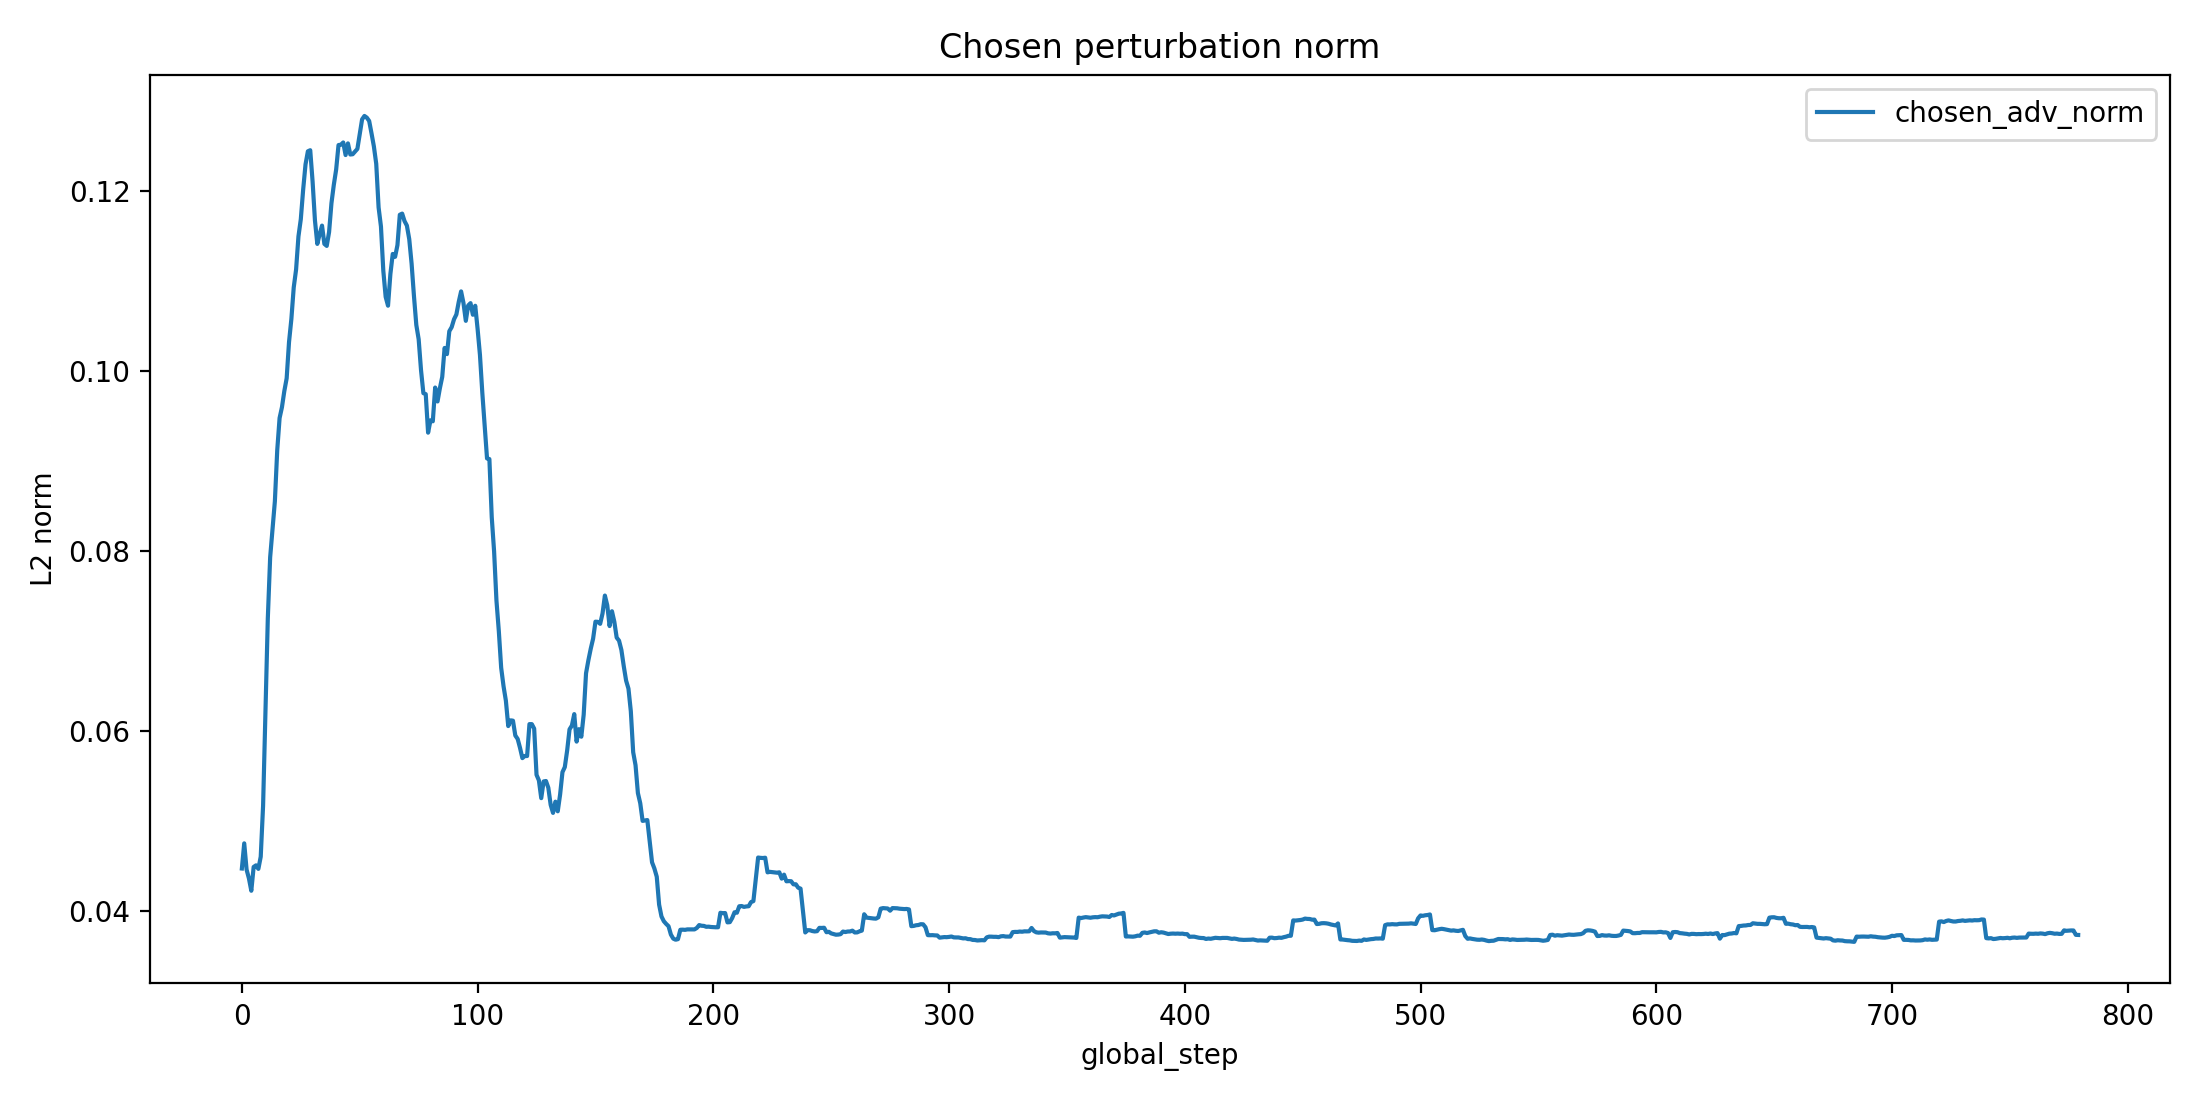 Chosen perturbation norm
chosen_adv_norm
L2 norm
0.12
0.10
0.08
0.06
0.04
0 100 200 300 400 500 600 700 800
global_step